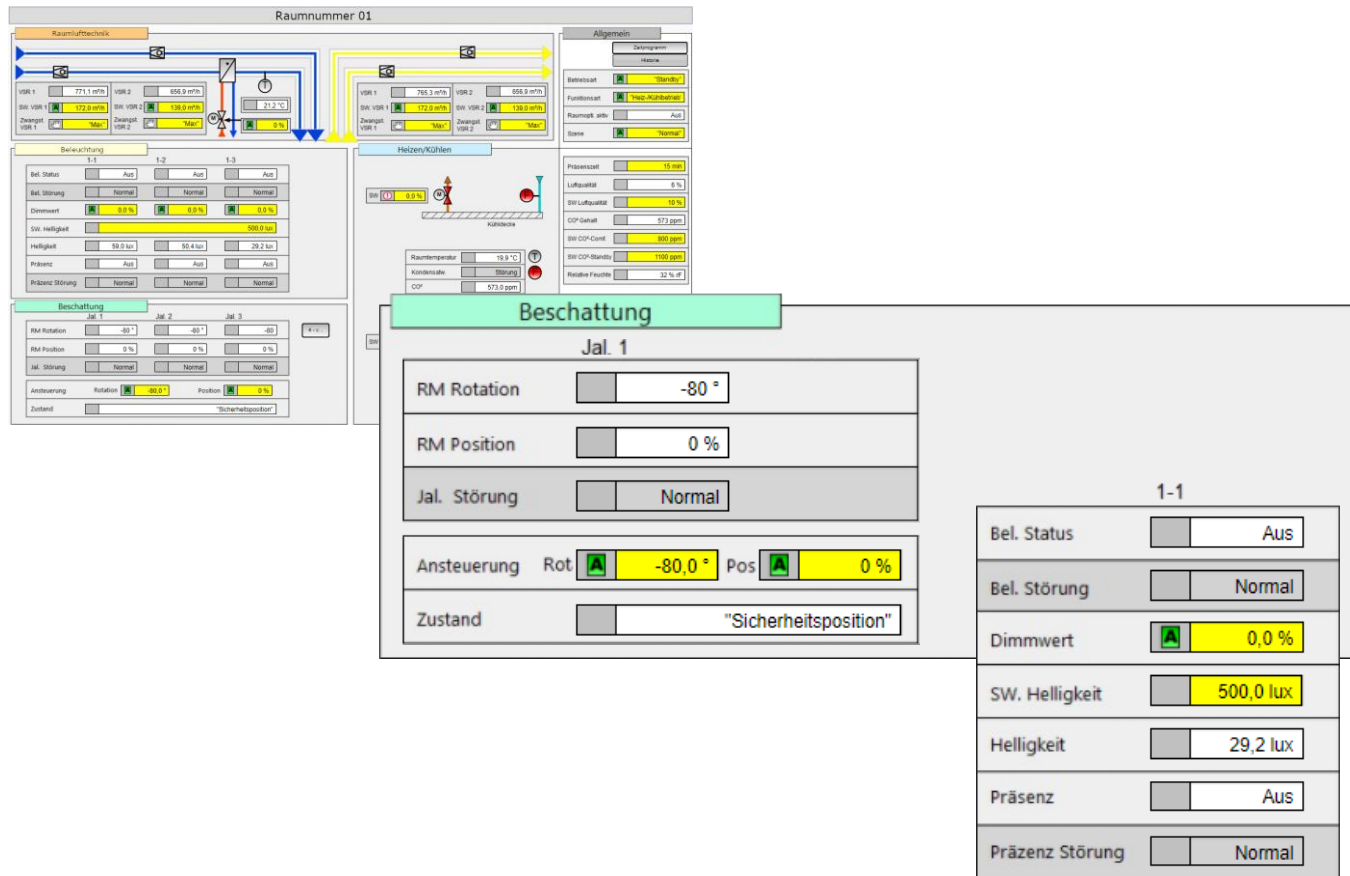 Raumnummer 01
Raumlufttechnik
VSR 1 771,1 m³/h VSR 2 656,9 m³/h
SW. VSR 1 A 172,0 m³/h SW. VSR 2 A 139,0 m³/h
Zwangst. VSR 1 "Max" Zwangst. VSR 2 "Max"
T
21,2 °C
M
A 0 %
VSR 1 765,3 m³/h VSR 2 656,9 m³/h
SW. VSR 1 A 172,0 m³/h SW. VSR 2 A 139,0 m³/h
Zwangst. VSR 1 "Max" Zwangst. VSR 2 "Max"
Allgemein
Zeitprogramm
Historie
Betriebsart A "Standby"
Funktionsart A "Heiz-/Kühlbetrieb"
Raumopti. aktiv Aus
Szene A "Normal"
Präsenszeit 15 min
Luftqualität 6 %
SW Luftqualität 10 %
CO² Gehalt 573 ppm
SW CO²-Comf. 800 ppm
SW CO²-Standby 1100 ppm
Relative Feuchte 32 % rF
Beleuchtung
1-1 1-2 1-3
Bel. Status Aus Aus Aus
Bel. Störung Normal Normal Normal
Dimmwert A 0,0 % A 0,0 % A 0,0 %
SW. Helligkeit 500,0 lux
Helligkeit 59,0 lux 50,4 lux 29,2 lux
Präsenz Aus Aus Aus
Präzenz Störung Normal Normal Normal
Heizen/Kühlen
SW 0,0 % M
Kühldecke
Raumtemperatur 19,9 °C T
Kondensatw. Störung
CO² 573,0 ppm
SW
Beschattung
Jal. 1 Jal. 2 Jal. 3
RM Rotation -80 ° -80 ° -80
RM Position 0 % 0 % 0 %
Jal. Störung Normal Normal Normal
Ansteuerung Rotation A -80,0 ° Position A 0 %
Zustand "Sicherheitsposition"
Beschattung
Jal. 1
RM Rotation -80 °
RM Position 0 %
Jal. Störung Normal
Ansteuerung Rot. A -80,0 ° Pos A 0 %
Zustand "Sicherheitsposition"
1-1
Bel. Status Aus
Bel. Störung Normal
Dimmwert A 0,0 %
SW. Helligkeit 500,0 lux
Helligkeit 29,2 lux
Präsenz Aus
Präzenz Störung Normal